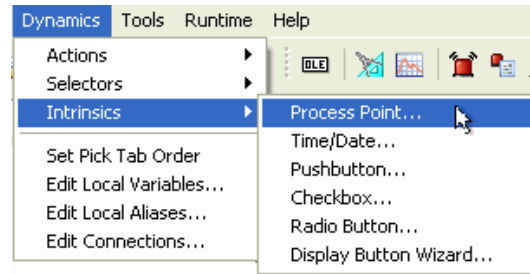 Dynamics Tools Runtime Help
Actions
Selectors
Intrinsics
Set Pick Tab Order
Edit Local Variables...
Edit Local Aliases...
Edit Connections...
OLE
Process Point...
Time/Date...
Pushbutton...
Checkbox...
Radio Button...
Display Button Wizard...